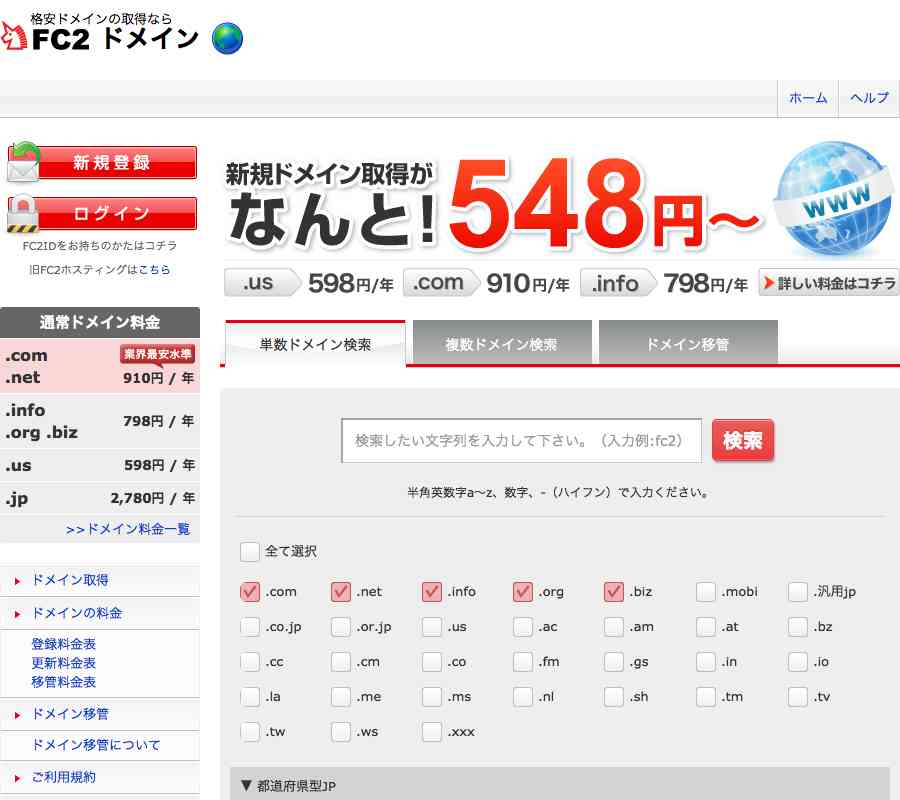 格安ドメインの取得なら
FC2 ドメイン
ホーム
ヘルプ
新規登録
ログイン
FC2IDをお持ちのかたはコチラ
旧FC2ホスティングはこちら
通常ドメイン料金
.com
業界最安水準
.net
910円 / 年
.info
.org .biz
798円 / 年
.us
598円 / 年
.jp
2,780円 / 年
>>ドメイン料金一覧
ドメイン取得
ドメインの料金
登録料金表
更新料金表
移管料金表
ドメイン移管
ドメイン移管について
ご利用規約
新規ドメイン取得が
なんと! 548円～
WWW
.us 598円/年 .com 910円/年 .info 798円/年 詳しい料金はコチラ
単数ドメイン検索
複数ドメイン検索
ドメイン移管
検索したい文字列を入力して下さい。（入力例:fc2）
検索
半角英数字a～z、数字、-（ハイフン）で入力ください。
全て選択
.com .net .info .org .biz .mobi .汎用jp
.co.jp .or.jp .us .ac .am .at .bz
.cc .cm .co .fm .gs .in .io
.la .me .ms .nl .sh .tm .tv
.tw .ws .xxx
▼ 都道府県型JP